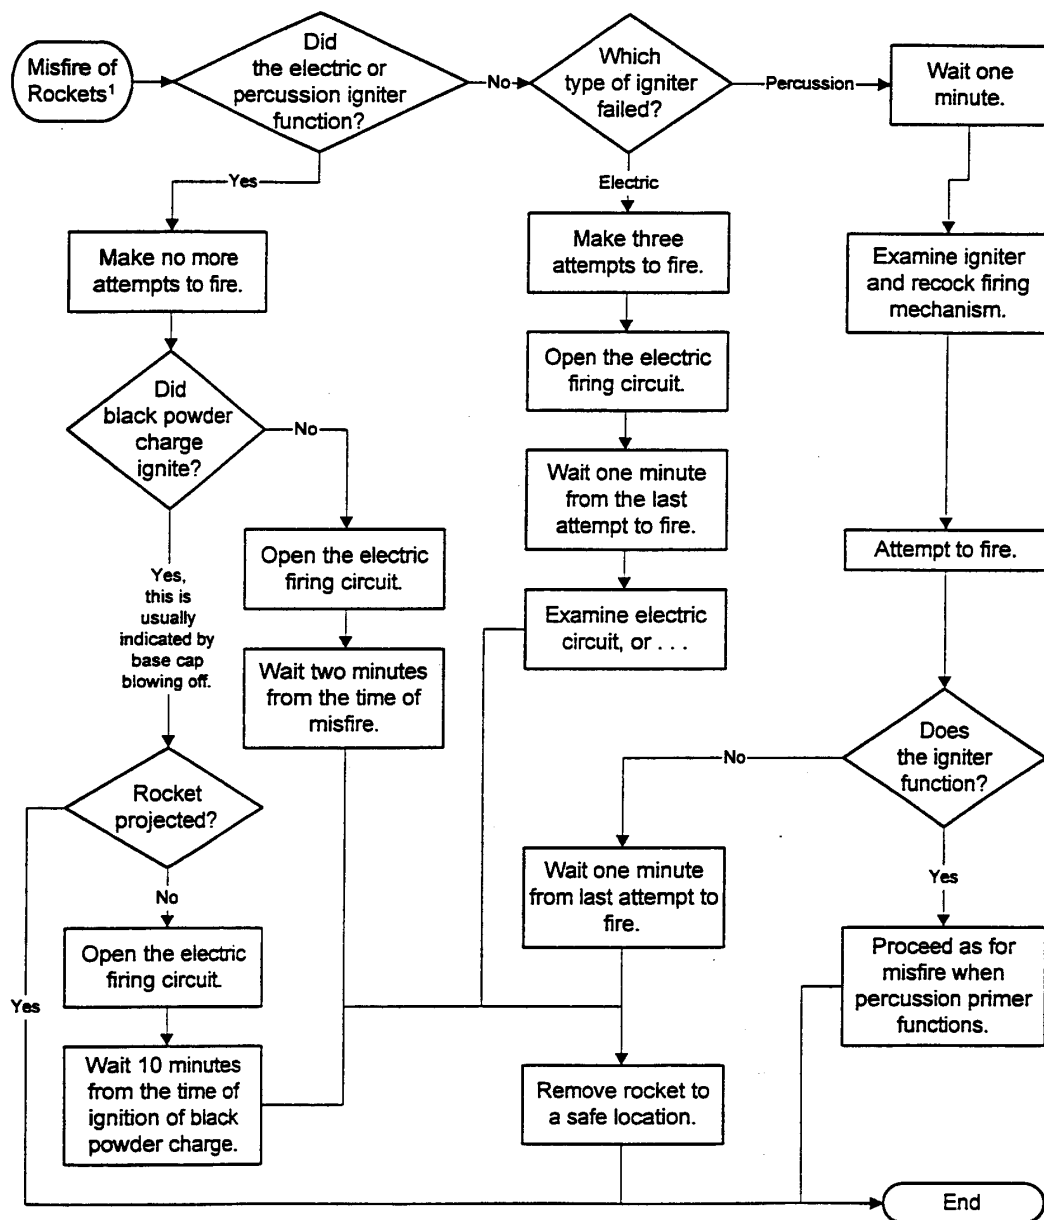 Misfire of
Rockets¹
Did
the electric or
percussion igniter
function?
No
Which
type of igniter
failed?
Percussion
Wait one
minute.
Yes
Electric
Make no more
attempts to fire.
Make three
attempts to fire.
Examine igniter
and recock firing
mechanism.
Did
black powder
charge
ignite?
No
Open the electric
firing circuit.
Wait one minute
from the last
attempt to fire.
Open the electric
firing circuit.
Attempt to fire.
Yes,
this is
usually
indicated by
base cap
blowing off.
Examine electric
circuit, or . . .
Wait two minutes
from the time of
misfire.
Does
the igniter
function?
No
Rocket
projected?
Wait one minute
from last attempt to
fire.
Yes
No
Open the electric
firing circuit.
Proceed as for
misfire when
percussion primer
functions.
Yes
Wait 10 minutes
from the time of
ignition of black
powder charge.
Remove rocket to
a safe location.
End